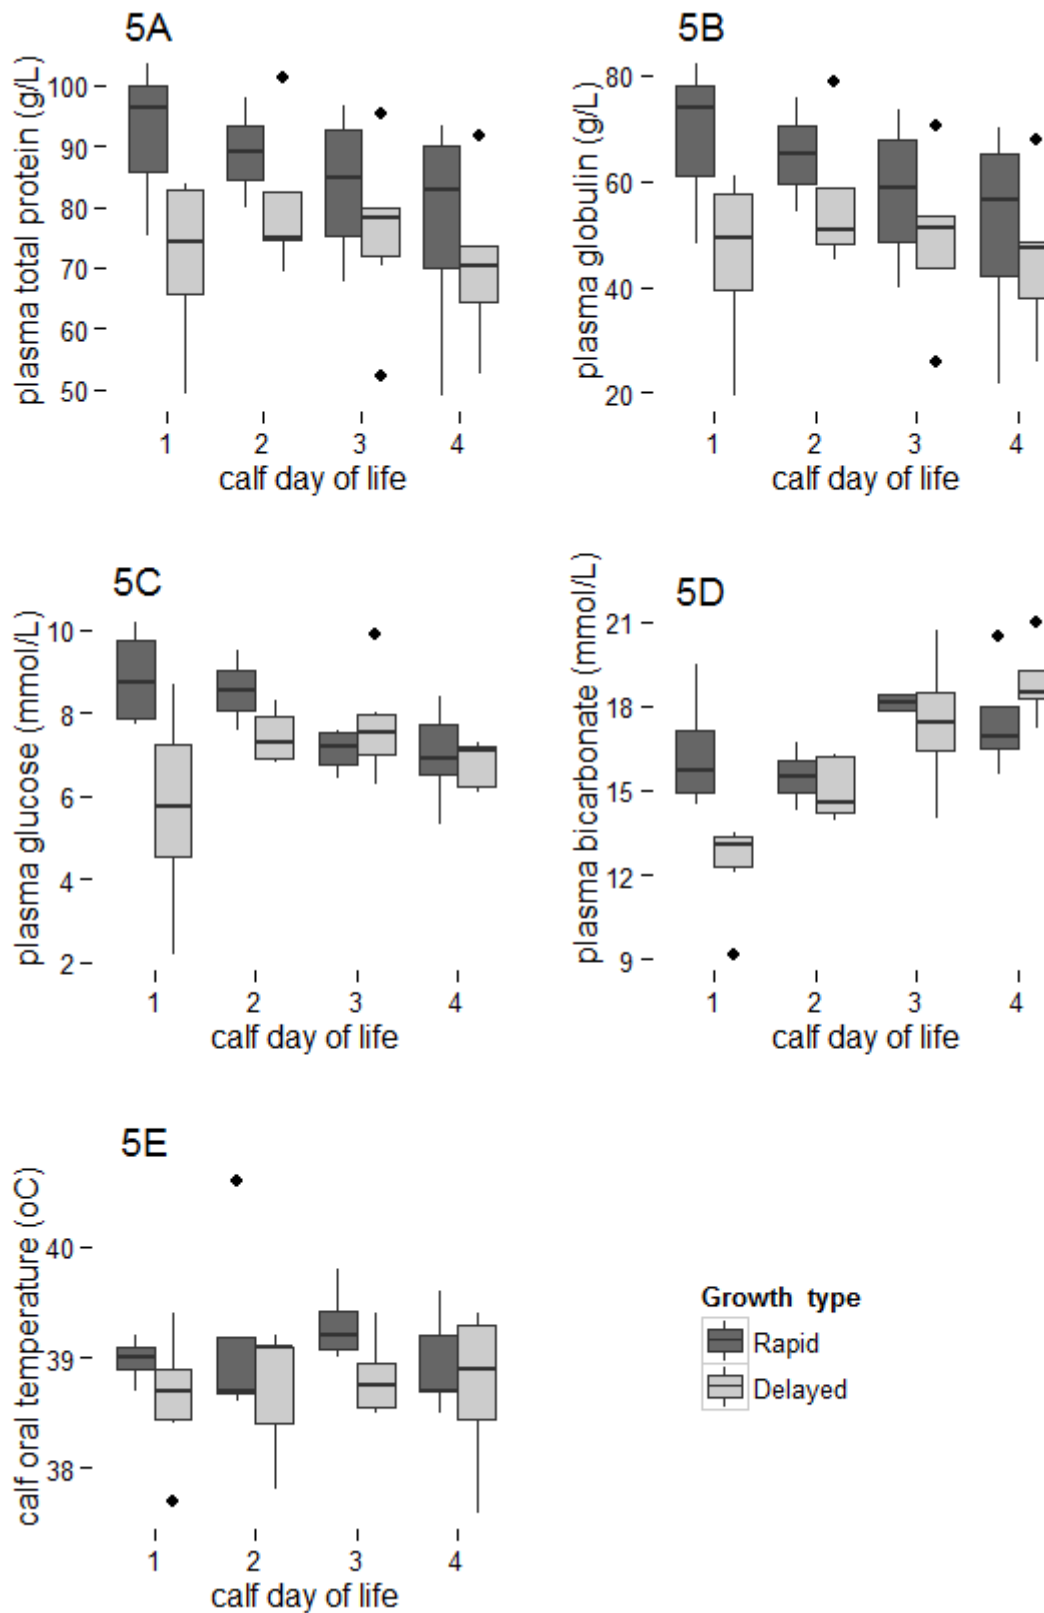 5A
plasma total protein (g/L)
100
90
80
70
60
50
1 2 3 4
calf day of life
5B
plasma globulin (g/L)
80
60
40
20
1 2 3 4
calf day of life
5C
plasma glucose (mmol/L)
10
8
6
4
2
1 2 3 4
calf day of life
5D
plasma bicarbonate (mmol/L)
21
18
15
12
9
1 2 3 4
calf day of life
5E
calf oral temperature (oC)
40
39
38
1 2 3 4
calf day of life
Growth type
Rapid
Delayed